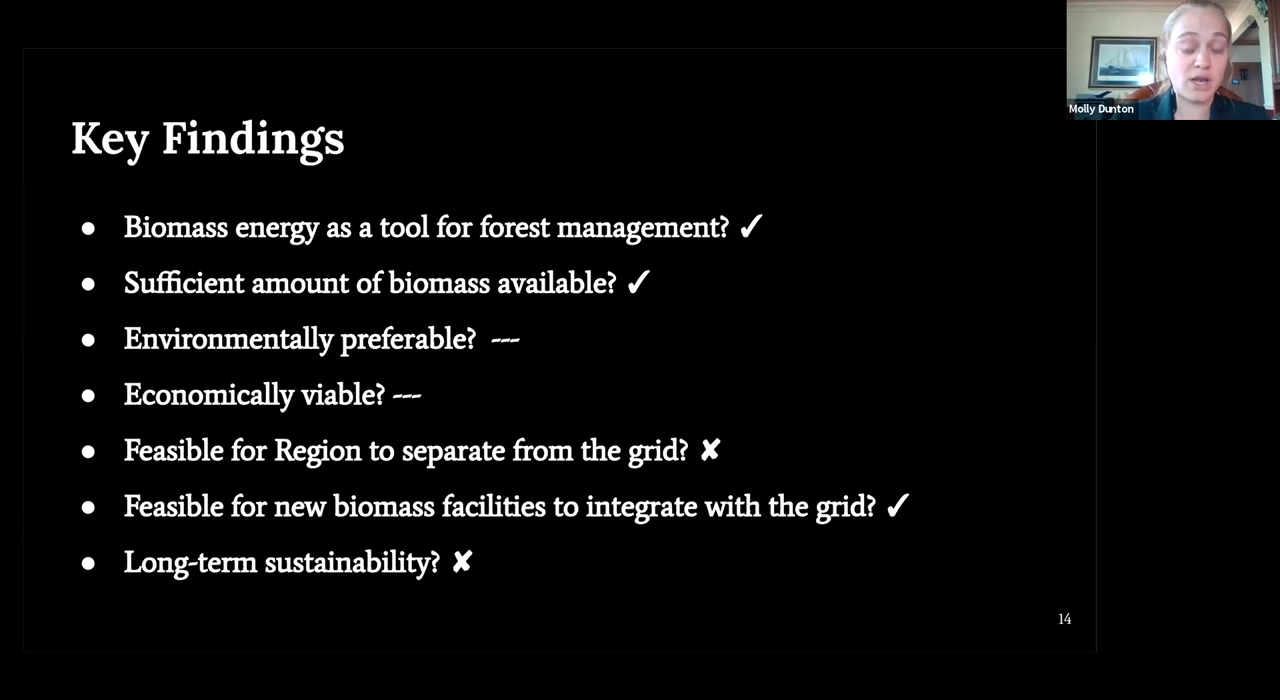 Molly Dunton
Key Findings
● Biomass energy as a tool for forest management? ✓
● Sufficient amount of biomass available? ✓
● Environmentally preferable? ---
● Economically viable? ---
● Feasible for Region to separate from the grid? ✘
● Feasible for new biomass facilities to integrate with the grid? ✓
● Long-term sustainability? ✘
14